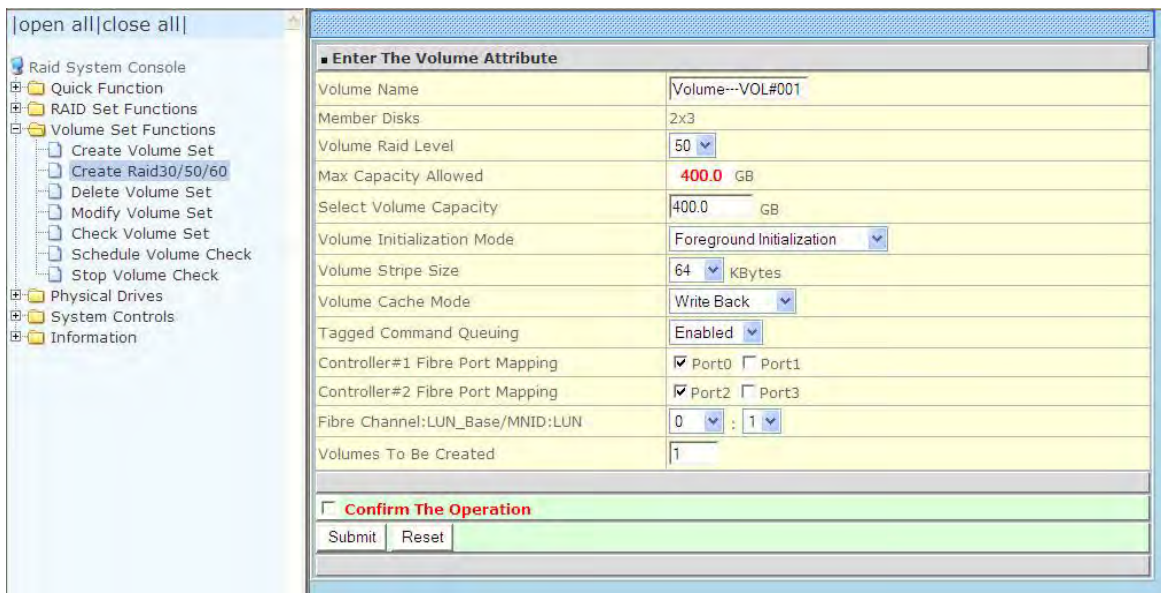 |open all|close all|
Raid System Console
Quick Function
RAID Set Functions
Volume Set Functions
Create Volume Set
Create Raid30/50/60
Delete Volume Set
Modify Volume Set
Check Volume Set
Schedule Volume Check
Stop Volume Check
Physical Drives
System Controls
Information
Enter The Volume Attribute
Volume Name Volume---VOL#001
Member Disks 2x3
Volume Raid Level 50
Max Capacity Allowed 400.0 GB
Select Volume Capacity 400.0 GB
Volume Initialization Mode Foreground Initialization
Volume Stripe Size 64 KBytes
Volume Cache Mode Write Back
Tagged Command Queuing Enabled
Controller#1 Fibre Port Mapping Port0 Port1
Controller#2 Fibre Port Mapping Port2 Port3
Fibre Channel:LUN_Base/MNID:LUN 0 : 1
Volumes To Be Created 1
Confirm The Operation
Submit Reset